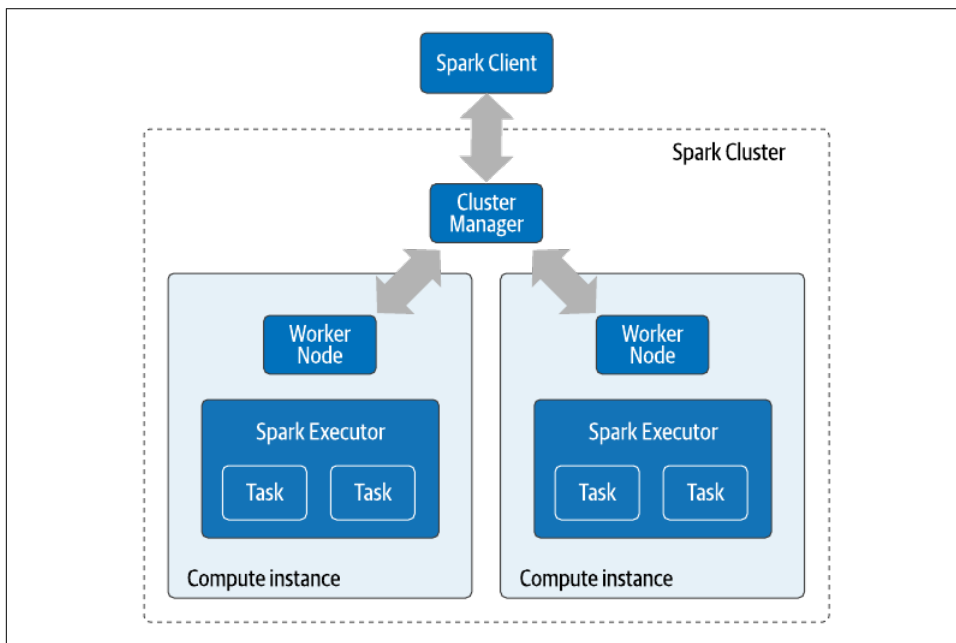 Spark Client
Spark Cluster
Cluster
Manager
Worker
Node
Spark Executor
Task
Task
Compute instance
Worker
Node
Spark Executor
Task
Task
Compute instance